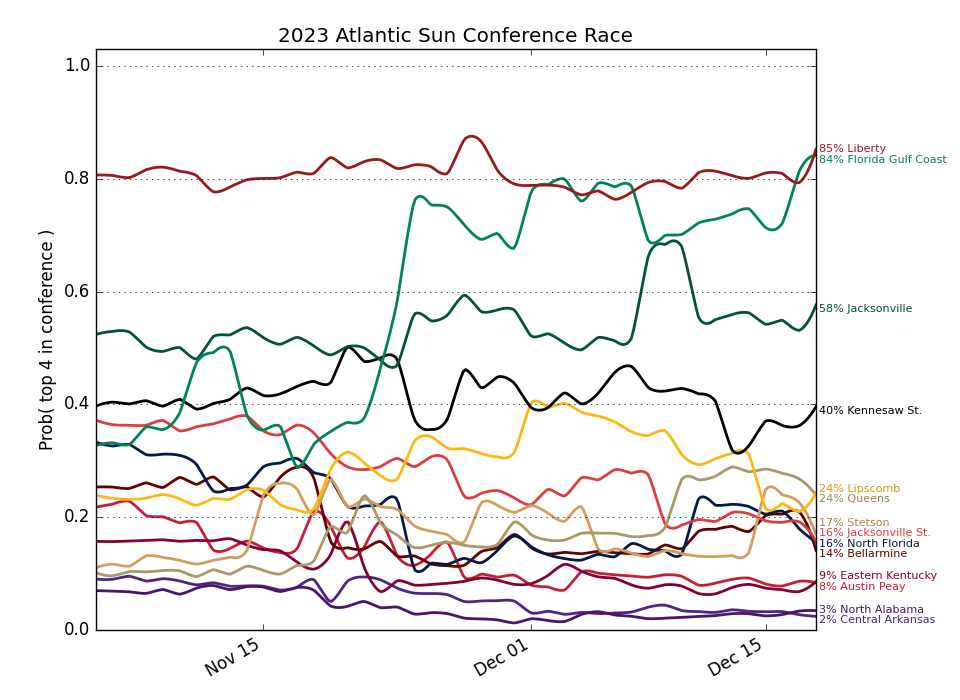 2023 Atlantic Sun Conference Race
Prob( top 4 in conference )
1.0
0.8
0.6
0.4
0.2
0.0
Nov 15
Dec 01
Dec 15
85% Liberty
84% Florida Gulf Coast
58% Jacksonville
40% Kennesaw St.
24% Lipscomb
24% Queens
17% Stetson
16% Jacksonville St.
16% North Florida
14% Bellarmine
9% Eastern Kentucky
8% Austin Peay
3% North Alabama
2% Central Arkansas